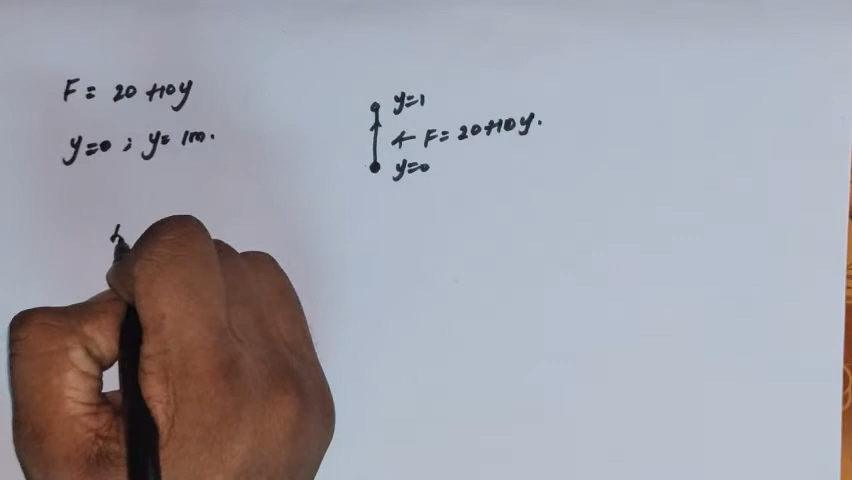 F = 20 +10y
y=0 ; y= 1m.
y=1
← F= 20+10y.
y=0